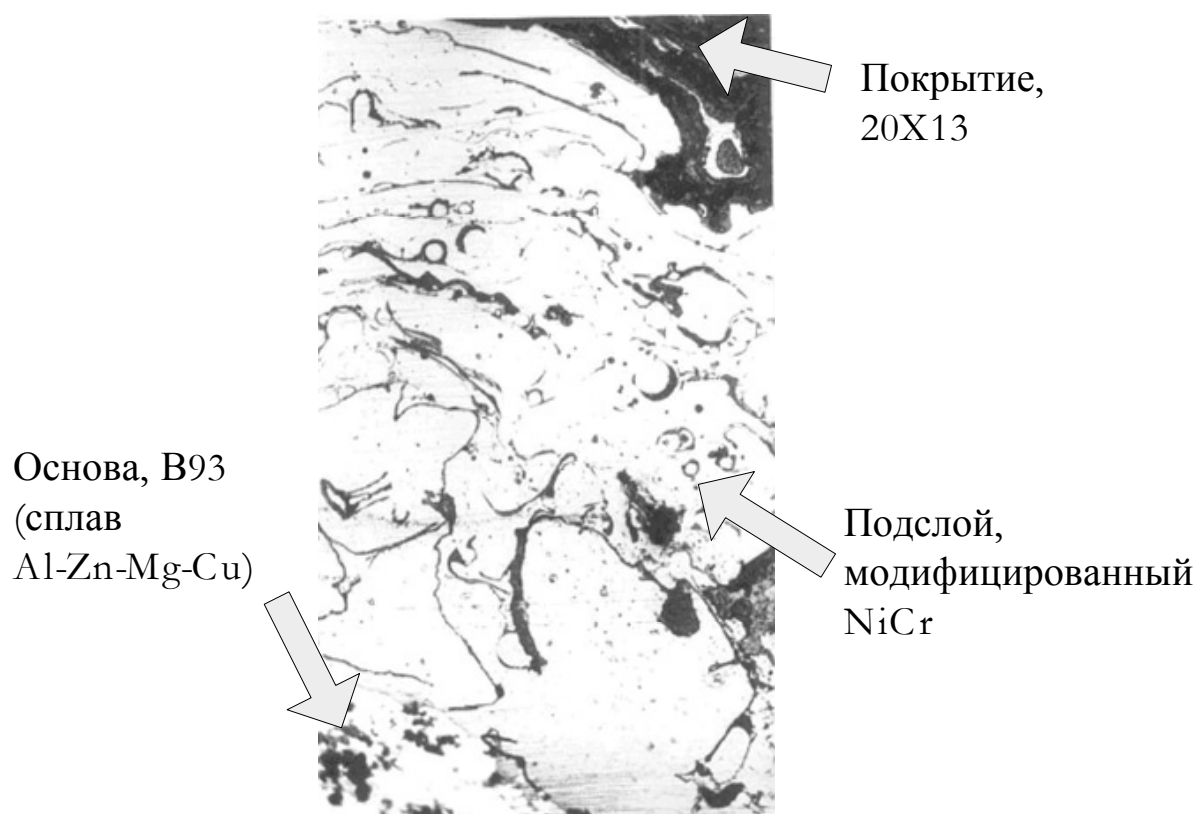 Покрытие,
20Х13
Основа, В93
(сплав
Al-Zn-Mg-Cu)
Подслой,
модифицированный
NiCr